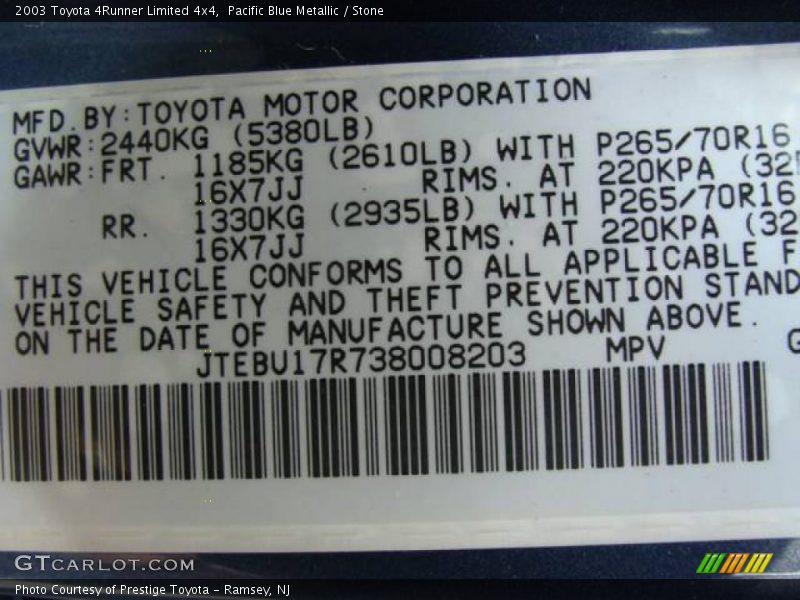 2003 Toyota 4Runner Limited 4x4,  Pacific Blue Metallic / Stone
MFD.BY:TOYOTA MOTOR CORPORATION
GVWR:2440KG (5380LB)
GAWR:FRT. 1185KG (2610LB) WITH P265/70R16
16X7JJ RIMS. AT 220KPA (32
RR. 1330KG (2935LB) WITH P265/70R16
16X7JJ RIMS. AT 220KPA (32
THIS VEHICLE CONFORMS TO ALL APPLICABLE F
VEHICLE SAFETY AND THEFT PREVENTION STAND
ON THE DATE OF MANUFACTURE SHOWN ABOVE.
JTEBU17R738008203 MPV G
GTCARLOT.COM
Photo Courtesy of Prestige Toyota – Ramsey, NJ